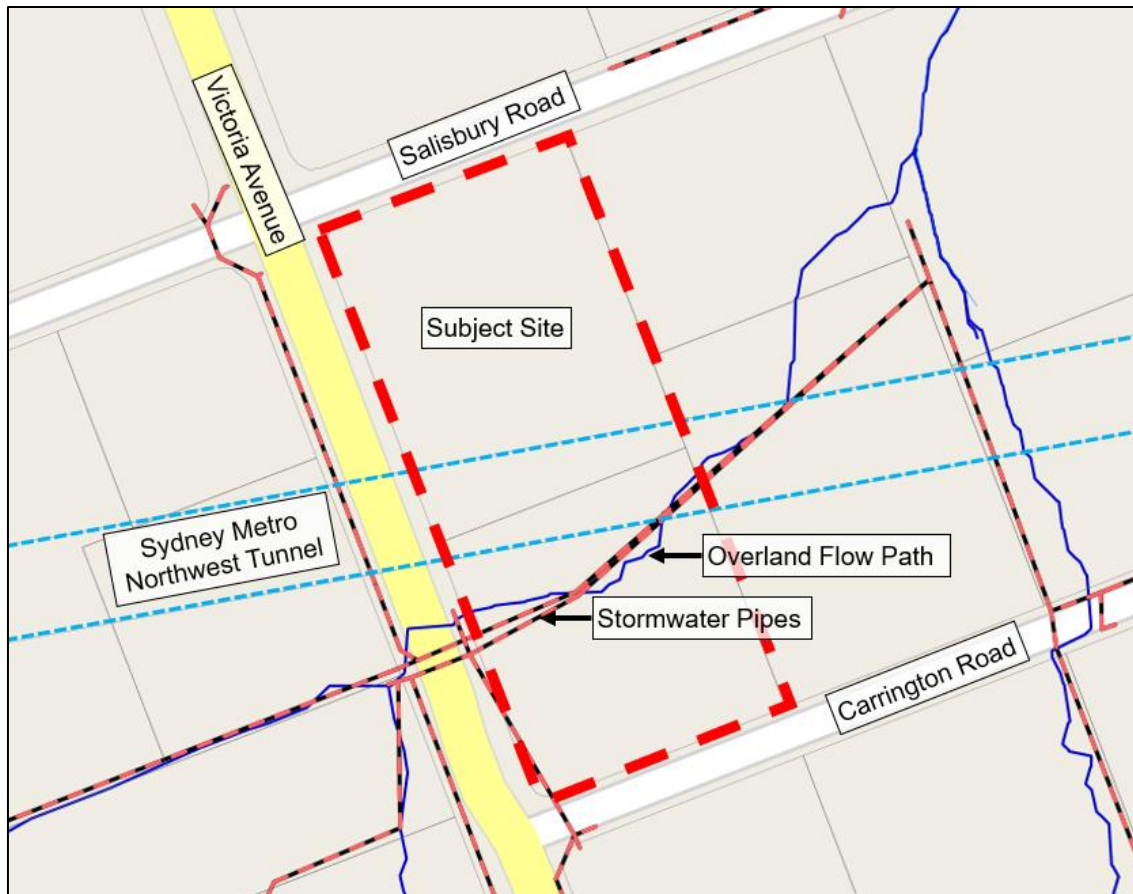 Victoria Avenue
Salisbury Road
Subject Site
Sydney Metro
Northwest Tunnel
Overland Flow Path
Stormwater Pipes
Carrington Road